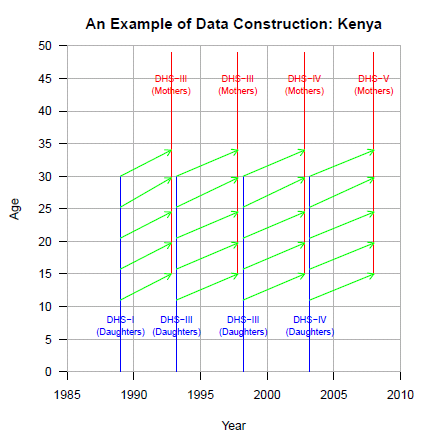 An Example of Data Construction: Kenya
50
45
40
35
30
25
20
15
10
5
0
Age
DHS−III
(Mothers)
DHS−III
(Mothers)
DHS−IV
(Mothers)
DHS−V
(Mothers)
DHS−I
(Daughters)
DHS−III
(Daughters)
DHS−III
(Daughters)
DHS−IV
(Daughters)
1985
1990
1995
2000
2005
2010
Year